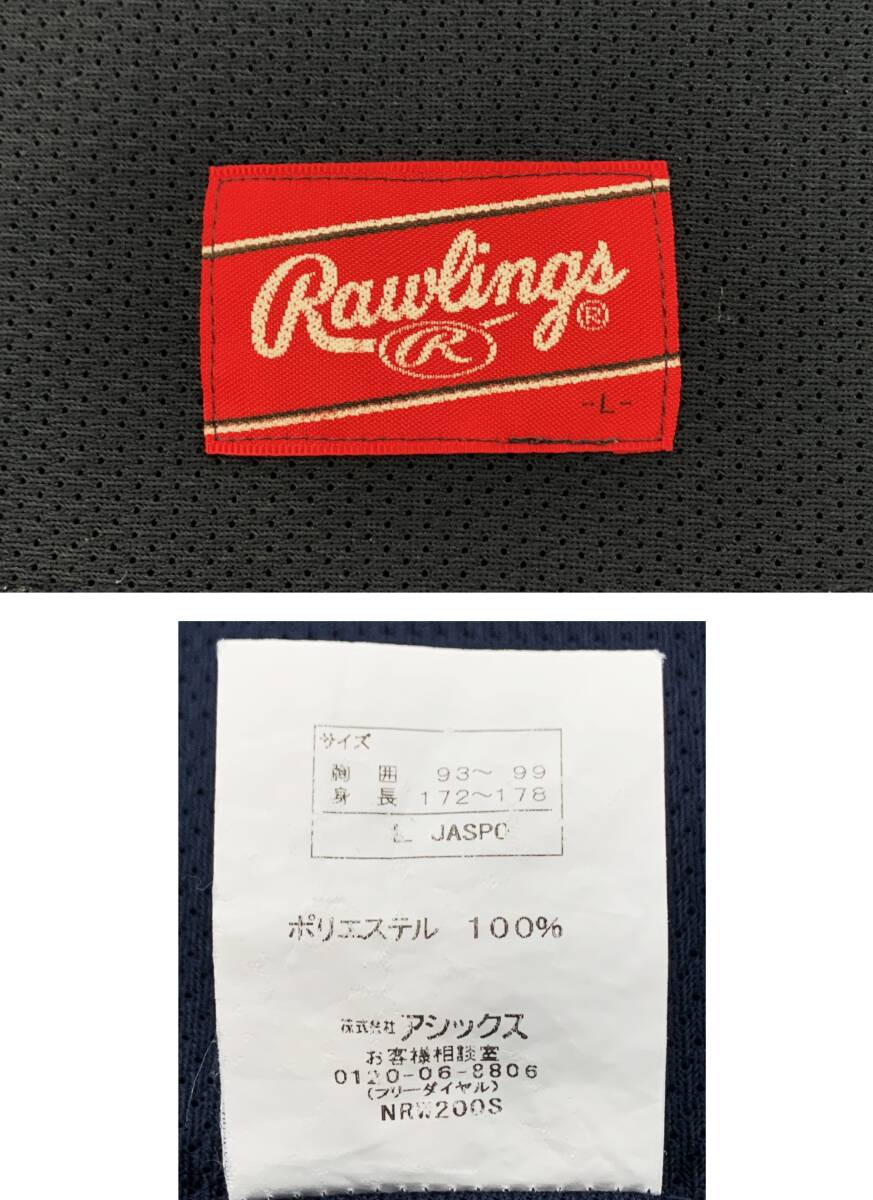 Rawlings®
R
-L-
サイズ
胸囲 93～ 99
身長 172～178
L JASPO
ポリエステル 100%
株式会社 アシックス
お客様相談室
0120-06-8806
(フリーダイヤル)
NRW200S